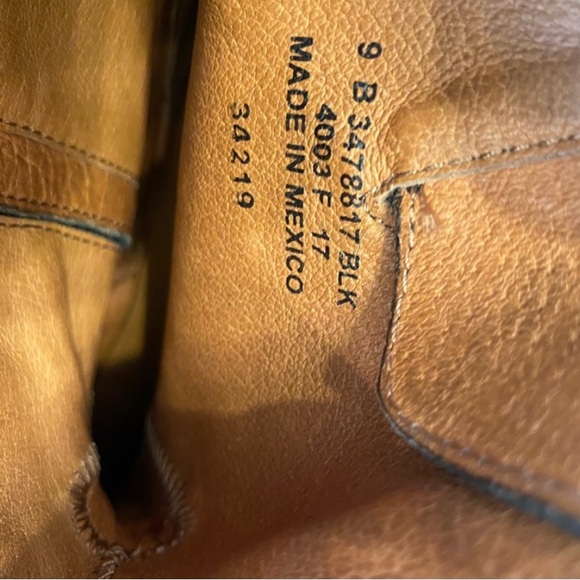 9 B 3478817 BLK
4003 F 17
MADE IN MEXICO
34219